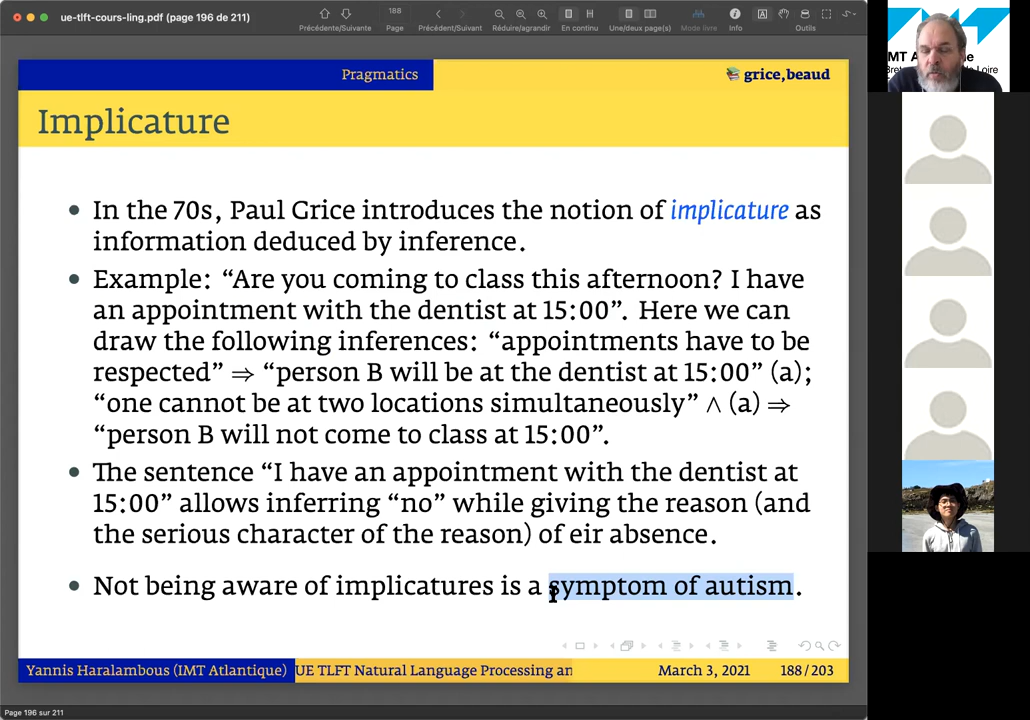 ue-tlft-cours-ling.pdf (page 196 de 211)
188
Précédente/Suivante
Page
Précédent/Suivant
Réduire/agrandir
En continu
Une/deux page(s)
Mode livre
Info
Outils
Pragmatics
grice,beaud
Implicature
• In the 70s, Paul Grice introduces the notion of implicature as
information deduced by inference.
• Example: “Are you coming to class this afternoon? I have
an appointment with the dentist at 15:00”. Here we can
draw the following inferences: “appointments have to be
respected” ⇒ “person B will be at the dentist at 15:00” (a);
“one cannot be at two locations simultaneously” ∧ (a) ⇒
“person B will not come to class at 15:00”.
• The sentence “I have an appointment with the dentist at
15:00” allows inferring “no” while giving the reason (and
the serious character of the reason) of eir absence.
• Not being aware of implicatures is a symptom of autism.
Yannis Haralambous (IMT Atlantique)
UE TLFT Natural Language Processing an
March 3, 2021
188/203
Page 196 sur 211